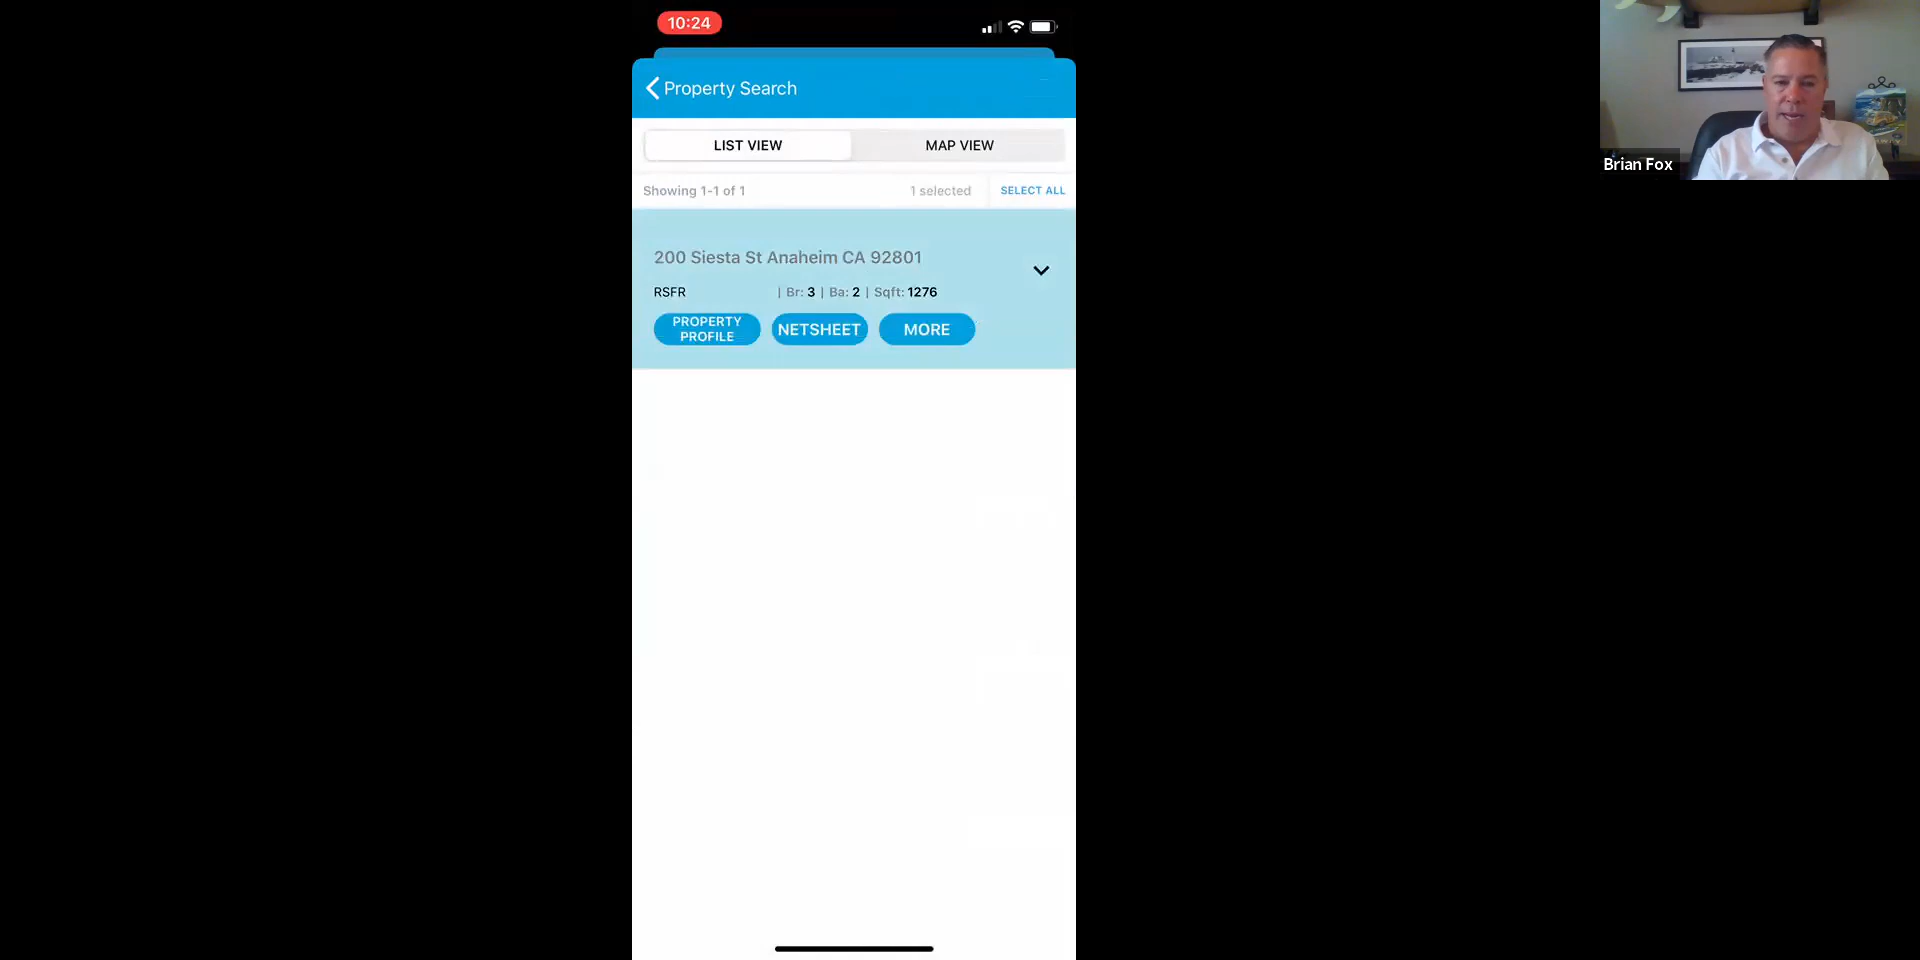 10:24
Property Search
LIST VIEW
MAP VIEW
Showing 1-1 of 1
1 selected
SELECT ALL
200 Siesta St Anaheim CA 92801
RSFR | Br: 3 | Ba: 2 | Sqft: 1276
PROPERTY
PROFILE
NETSHEET
MORE
Brian Fox